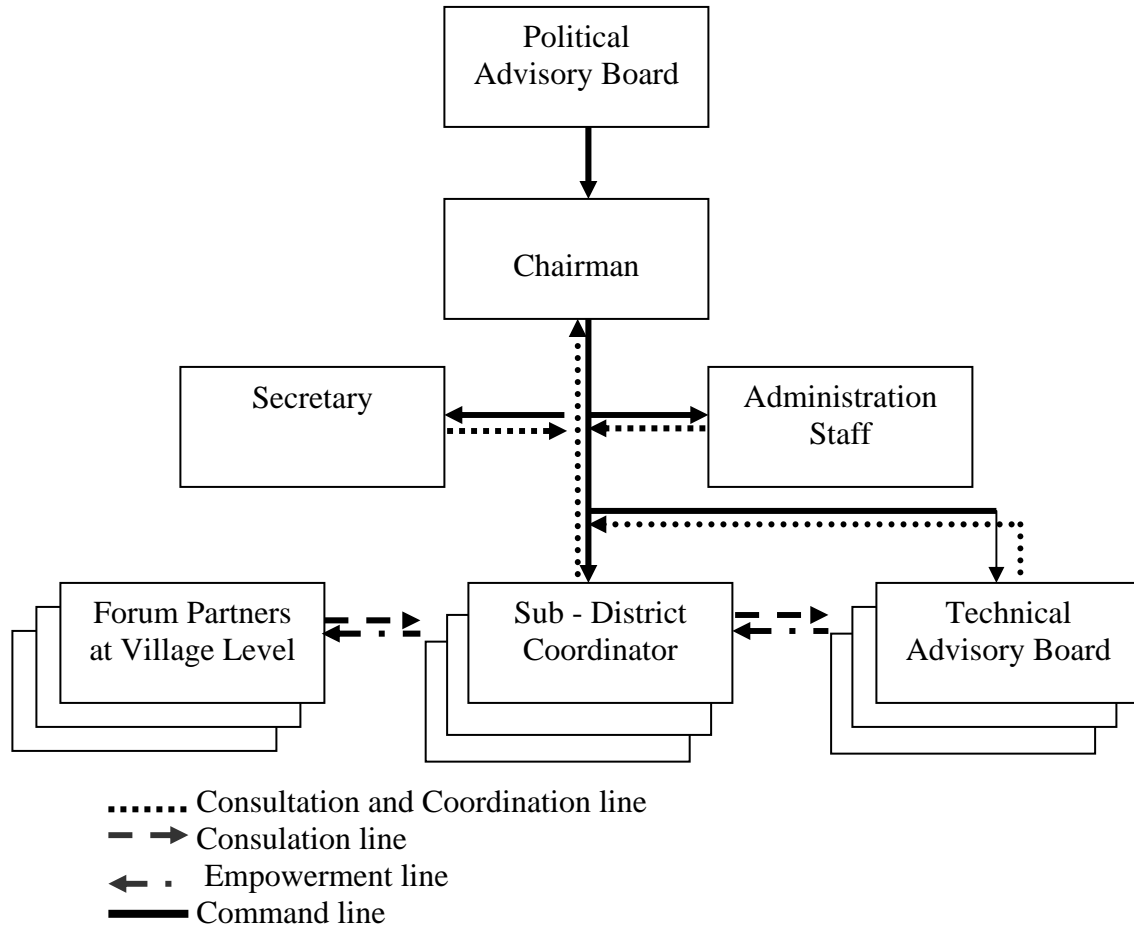 Political
Advisory Board
Chairman
Secretary
Administration
Staff
Forum Partners
at Village Level
Sub - District
Coordinator
Technical
Advisory Board
Consultation and Coordination line
Consulation line
Empowerment line
Command line